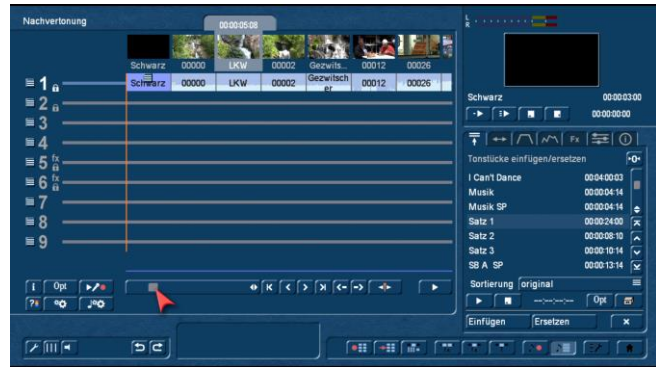 Nachvertonung
00:00:05:08
Schwarz 00000 LKW 00002 Gezwits... 00012 00026
Schwarz 00000 LKW 00002 Gezwitsch er 00012 00026
1
2
3
4
5 fx
6 fx
7
8
9
i Opt
L
R
Schwarz 00:00:03:00
00:00:00:00
Fx
Tonstücke einfügen/ersetzen ·0·
I Can't Dance 00:04:00:03
Musik 00:00:04:14
Musik SP 00:00:04:14
Satz 1 00:00:24:00
Satz 2 00:00:08:10
Satz 3 00:00:10:14
SB A SP 00:00:13:14
Sortierung original
--:--:--:-- Opt
Einfügen Ersetzen x